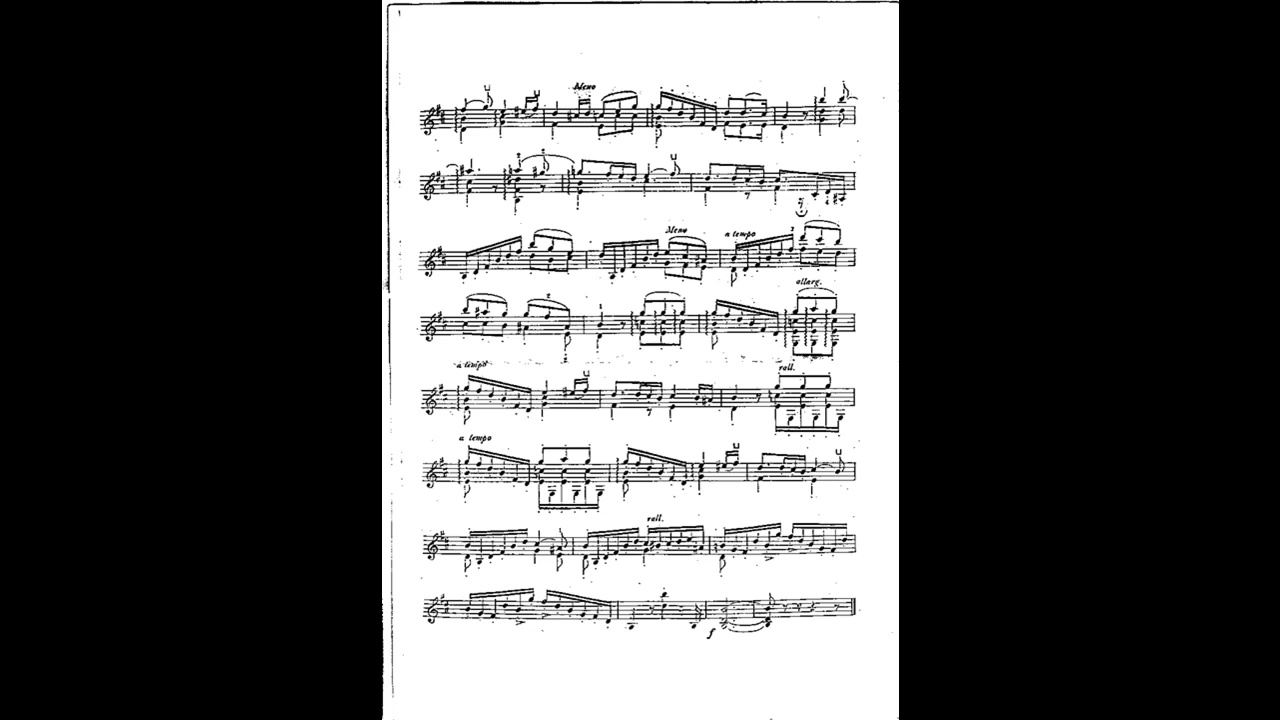 1
Meno
Meno a tempo
allarg.
a tempo rall.
a tempo
rall.
f